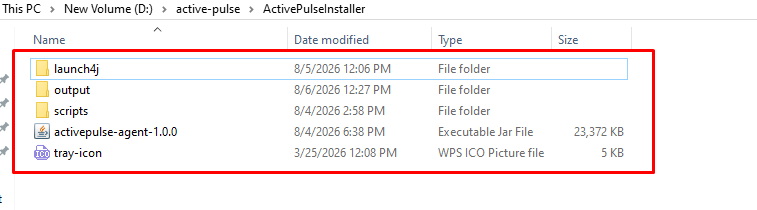 This PC > New Volume (D:) > active-pulse > ActivePulseInstaller
Name Date modified Type Size
launch4j 8/5/2026 12:06 PM File folder
output 8/6/2026 12:27 PM File folder
scripts 8/4/2026 2:58 PM File folder
activepulse-agent-1.0.0 8/4/2026 6:38 PM Executable Jar File 23,372 KB
tray-icon 3/25/2026 12:08 PM WPS ICO Picture file 5 KB